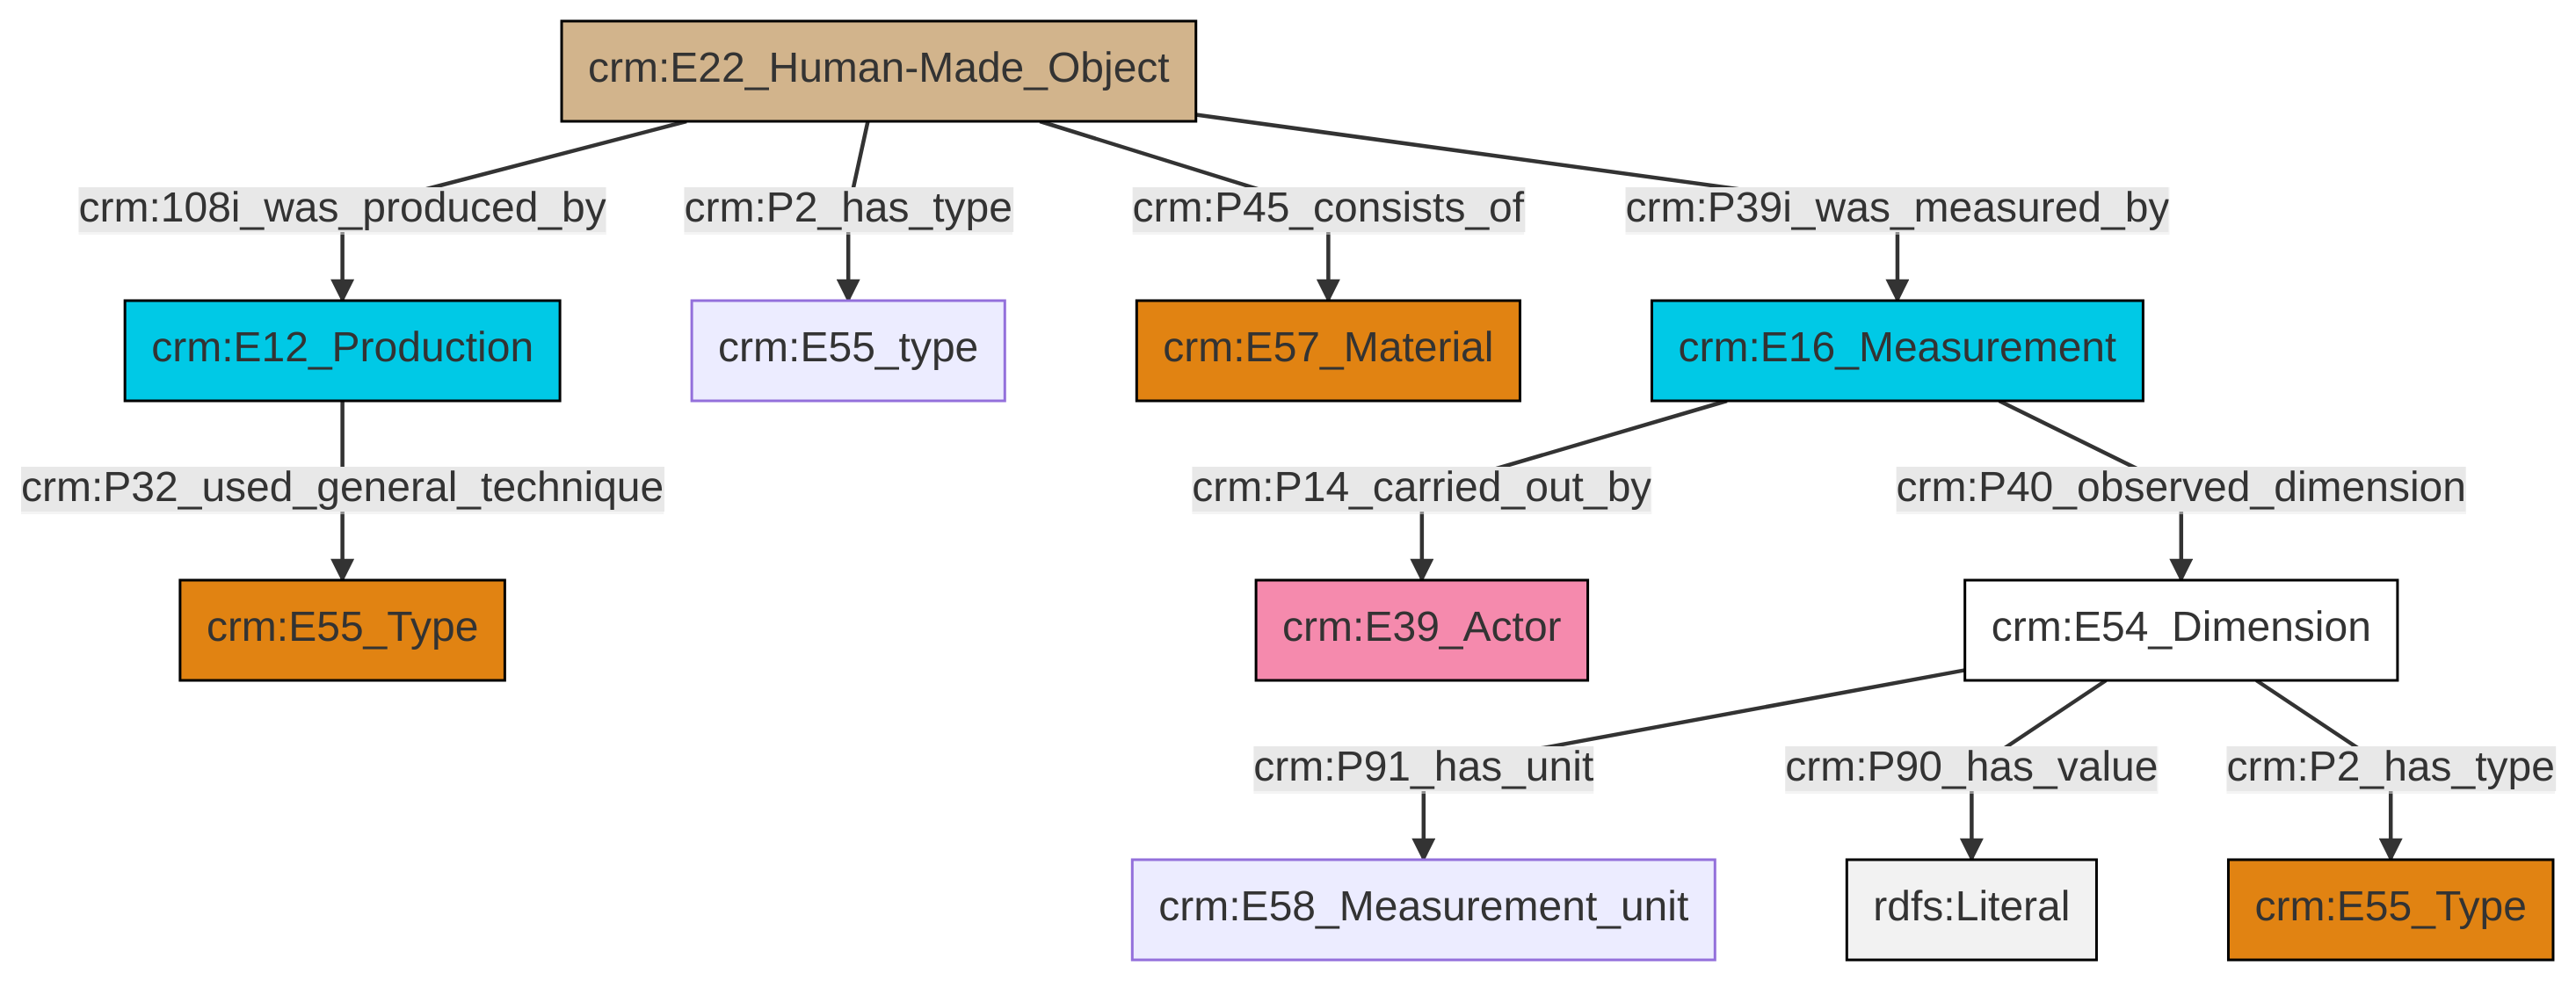 crm:E22_Human-Made_Object
crm:108i_was_produced_by
crm:P2_has_type
crm:P45_consists_of
crm:P39i_was_measured_by
crm:E12_Production
crm:E55_type
crm:E57_Material
crm:E16_Measurement
crm:P32_used_general_technique
crm:P14_carried_out_by
crm:P40_observed_dimension
crm:E55_Type
crm:E39_Actor
crm:E54_Dimension
crm:P91_has_unit
crm:P90_has_value
crm:P2_has_type
crm:E58_Measurement_unit
rdfs:Literal
crm:E55_Type